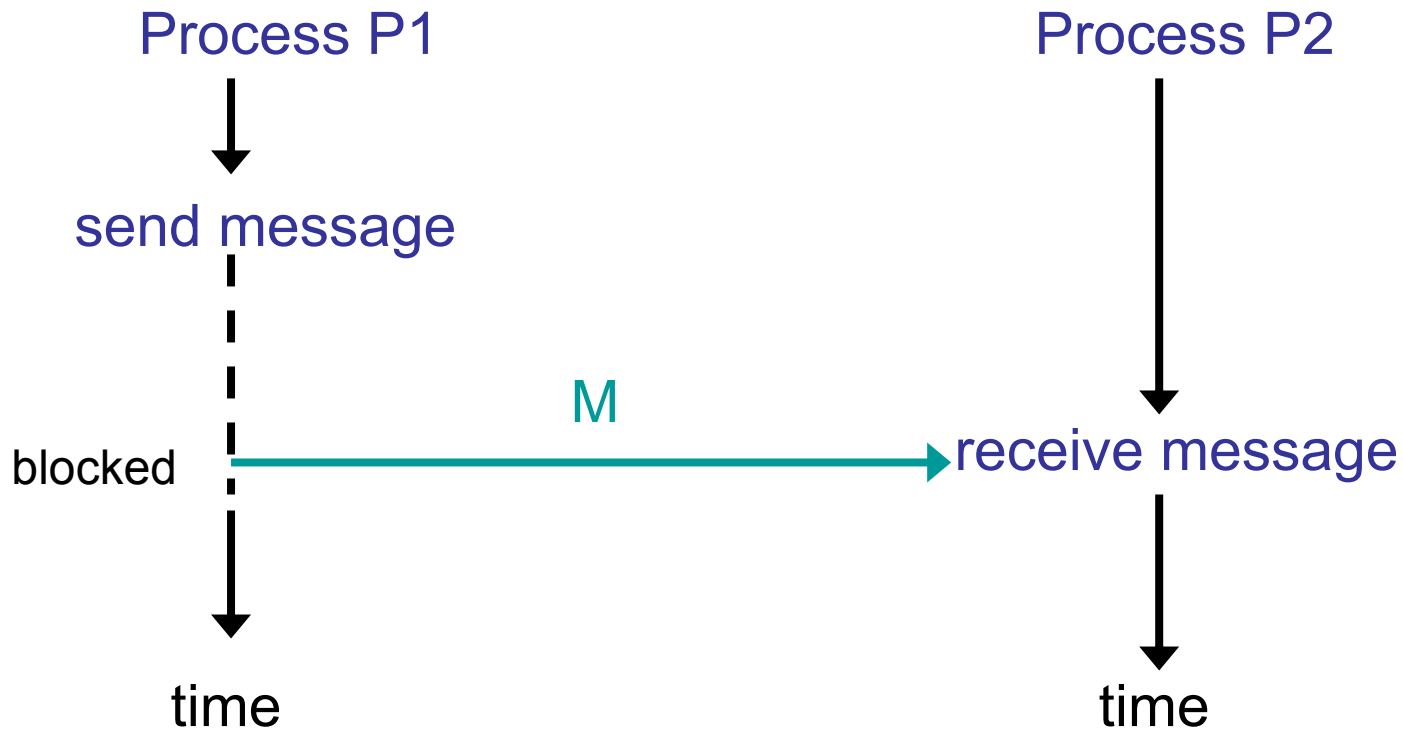 Process P1
Process P2
send message
M
receive message
blocked
time
time